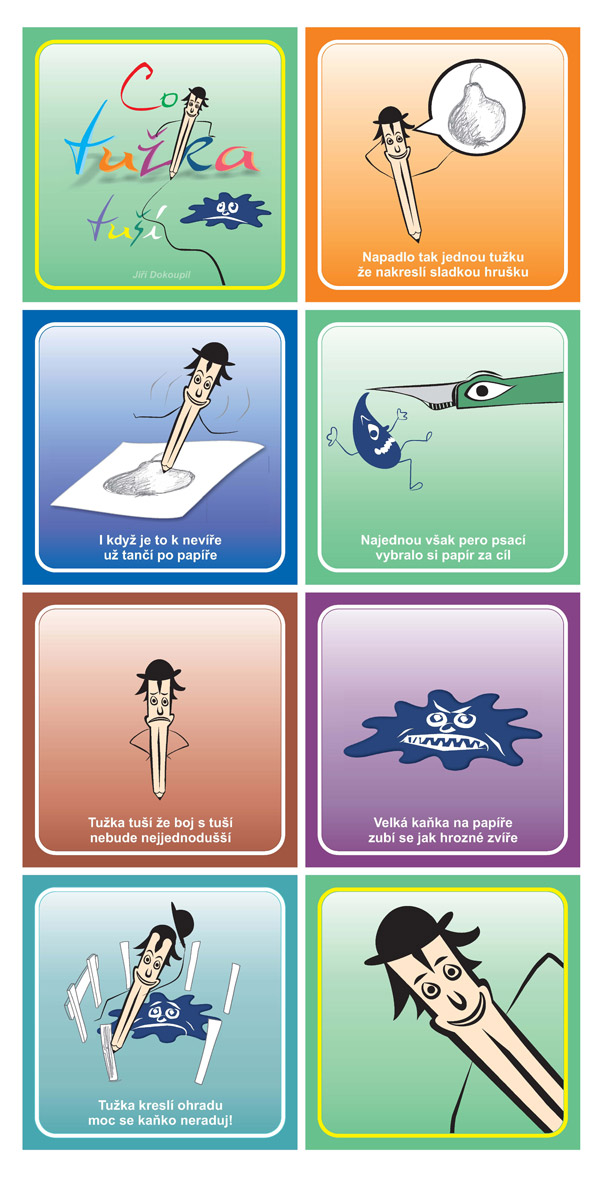 Co
tužka
tuší
Jiří Dokoupil
Napadlo tak jednou tužku
že nakreslí sladkou hrušku
I když je to k nevíře
už tančí po papíře
Najednou však pero psací
vybralo si papír za cíl
Tužka tuší že boj s tuší
nebude nejjednodušší
Velká kaňka na papíře
zubí se jak hrozné zvíře
Tužka kreslí ohradu
moc se kaňko neraduj!